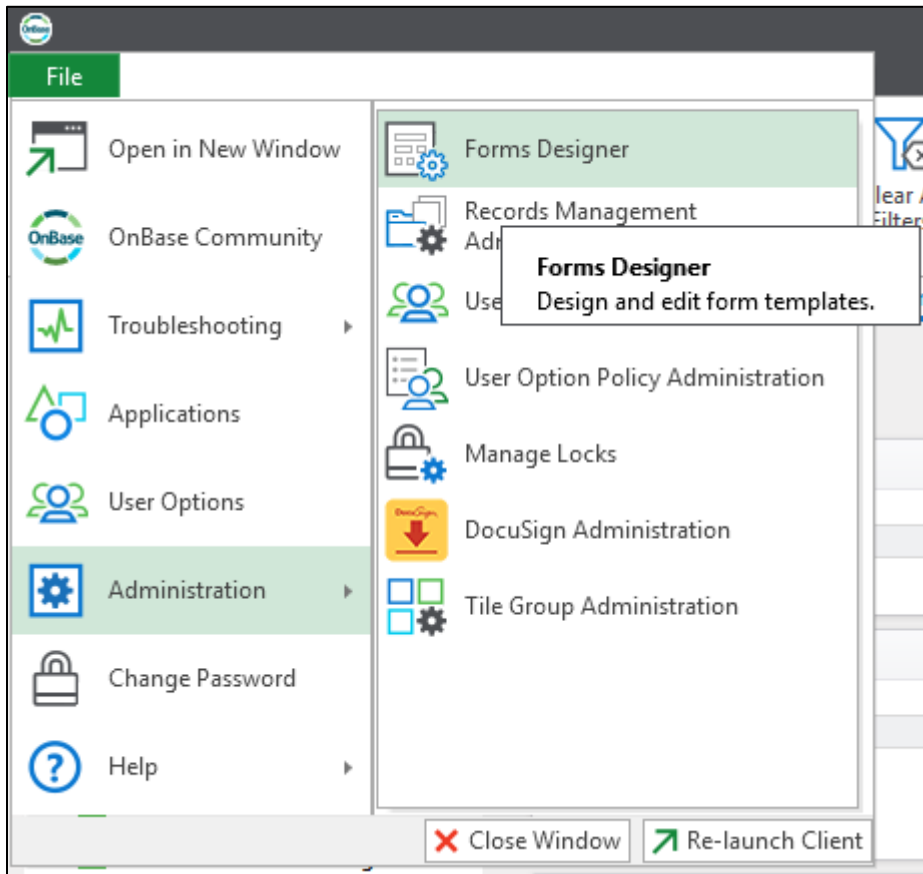 OnBase
File
Open in New Window
OnBase
OnBase Community
Troubleshooting
Applications
User Options
Administration
Change Password
Help
Forms Designer
Records Management
Forms Designer
Design and edit form templates.
User Option Policy Administration
Manage Locks
DocuSign
DocuSign Administration
Tile Group Administration
Close Window
Re-launch Client